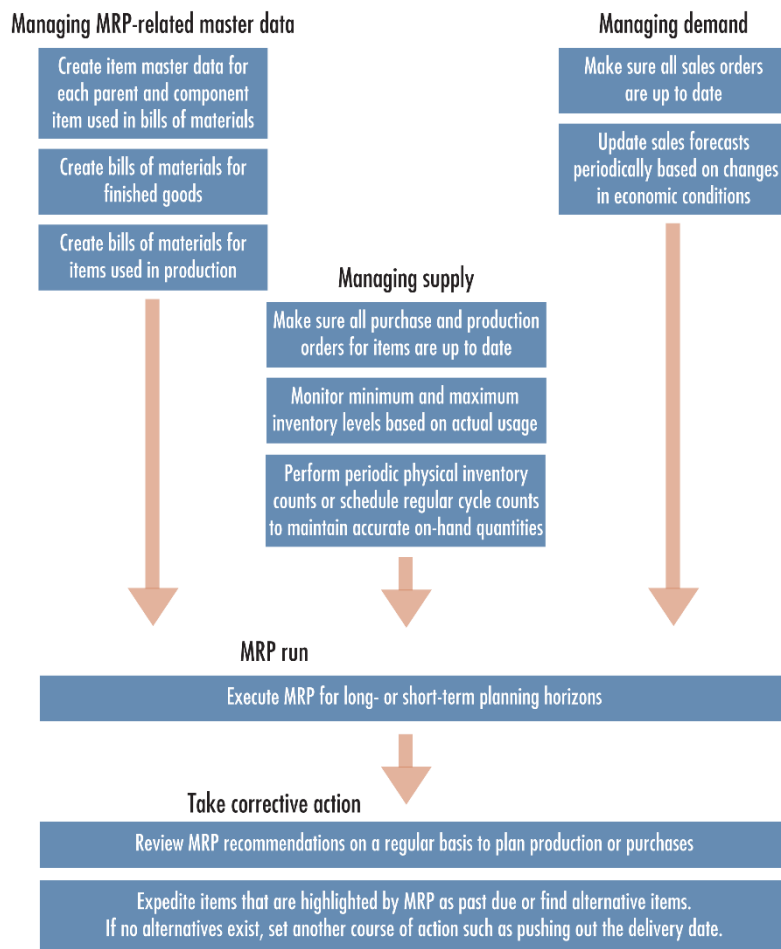 Managing MRP-related master data
Create item master data for
each parent and component
item used in bills of materials
Create bills of materials for
finished goods
Create bills of materials for
items used in production
Managing demand
Make sure all sales orders
are up to date
Update sales forecasts
periodically based on changes
in economic conditions
Managing supply
Make sure all purchase and production
orders for items are up to date
Monitor minimum and maximum
inventory levels based on actual usage
Perform periodic physical inventory
counts or schedule regular cycle counts
to maintain accurate on-hand quantities
MRP run
Execute MRP for long- or short-term planning horizons
Take corrective action
Review MRP recommendations on a regular basis to plan production or purchases
Expedite items that are highlighted by MRP as past due or find alternative items.
If no alternatives exist, set another course of action such as pushing out the delivery date.